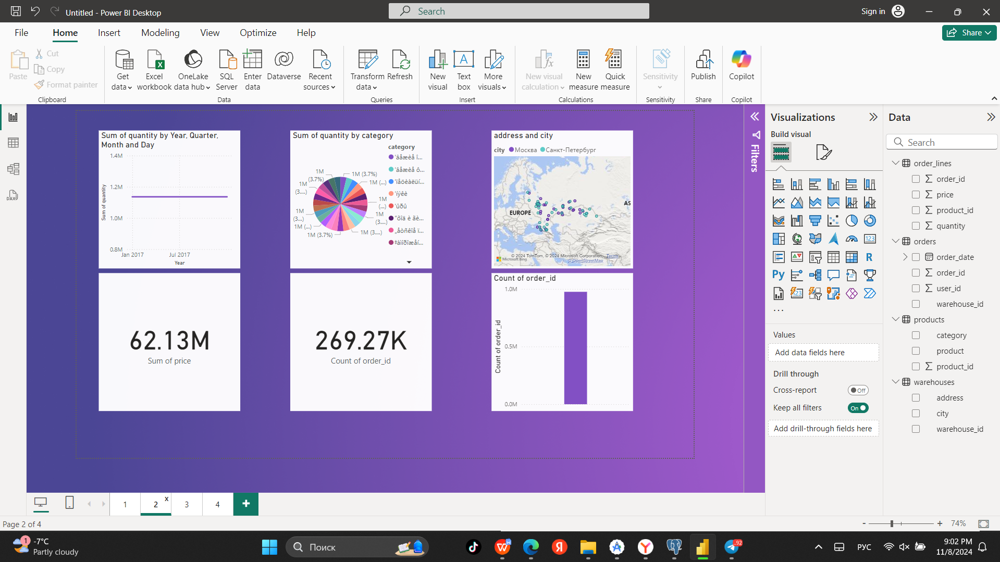 Untitled - Power BI Desktop
Search
Sign in
File
Home
Insert
Modeling
View
Optimize
Help
Share
Paste
Cut
Copy
Format painter
Clipboard
Get data
Excel workbook
OneLake data hub
SQL Server
Enter data
Dataverse
Recent sources
Data
Transform data
Refresh
Queries
New visual
Text box
More visuals
Insert
New visual calculation
New measure
Quick measure
Calculations
Sensitivity
Sensitivity
Publish
Share
Copilot
Copilot
Sum of quantity by Year, Quarter,
Month and Day
1.4M
1.2M
1.0M
0.8M
Sum of quantity
Jan 2017
Jul 2017
Year
Sum of quantity by category
category
1M (3.7%)
1M (...)
1M (...)
1M (3....)
1M (3....)
1M (3.7%)
1M (...)
1M (3...)
1M (3....)
1M (3.7%)
address and city
city
Москва
Санкт-Петербург
EUROPE
AS
© 2024 TomTom, © 2024 Microsoft Corporation, Terms
© OpenStreetMap
Microsoft Bing
62.13M
Sum of price
269.27K
Count of order_id
Count of order_id
1.0M
0.5M
0.0M
Count of order_id
Filters
Visualizations
Build visual
Values
Add data fields here
Drill through
Cross-report
Off
Keep all filters
On
Add drill-through fields here
Data
Search
order_lines
order_id
price
product_id
quantity
orders
order_date
order_id
user_id
warehouse_id
products
category
product
product_id
warehouses
address
city
warehouse_id
DAX
R
Py
123
123
1
2
x
3
4
+
Page 2 of 4
- + 74%
1
-7°C
Partly cloudy
Поиск
92
РУС
9:02 PM
11/8/2024